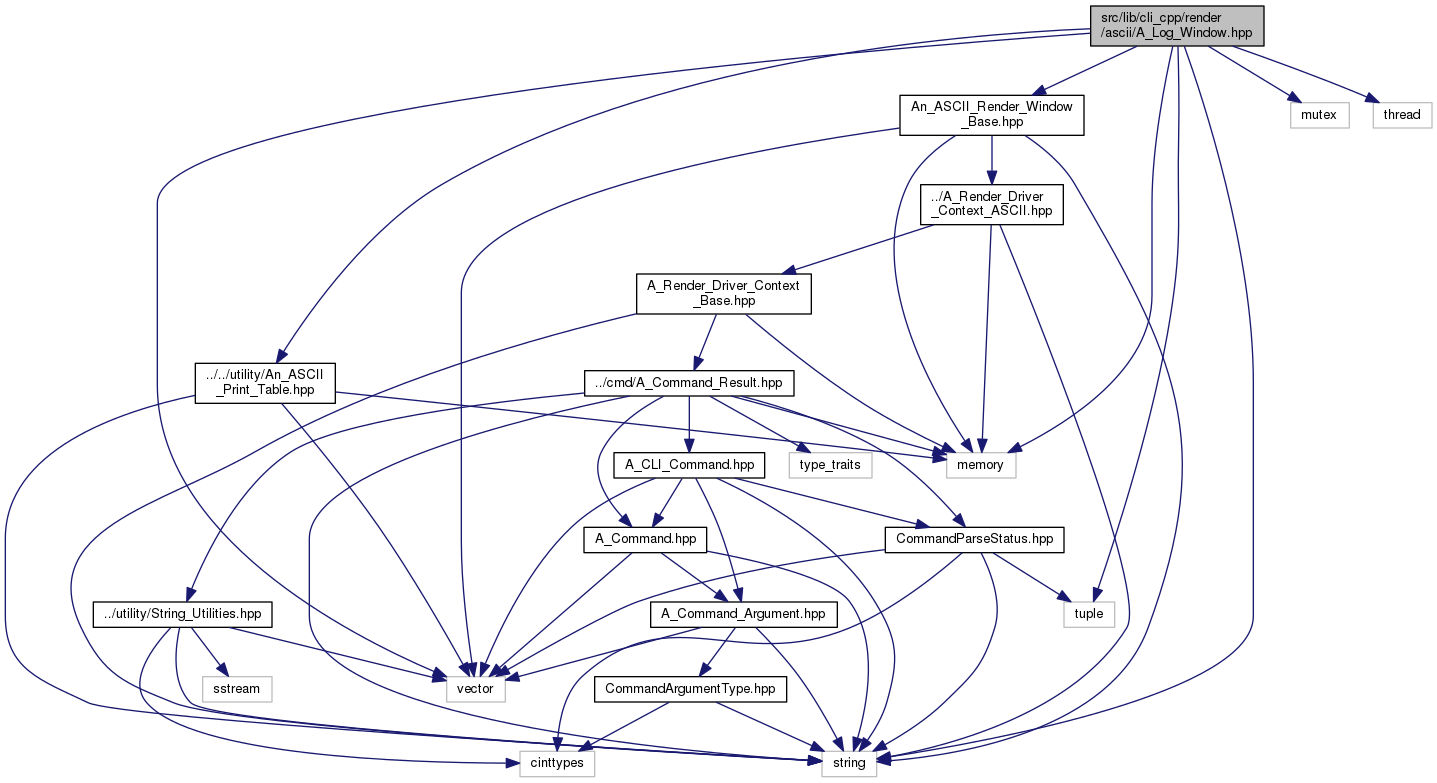 src/lib/cli_cpp/render
/ascii/A_Log_Window.hpp
An_ASCII_Render_Window
_Base.hpp
mutex
thread
../A_Render_Driver
_Context_ASCII.hpp
A_Render_Driver_Context
_Base.hpp
../../utility/An_ASCII
_Print_Table.hpp
../cmd/A_Command_Result.hpp
A_CLI_Command.hpp
type_traits
memory
A_Command.hpp
CommandParseStatus.hpp
../utility/String_Utilities.hpp
A_Command_Argument.hpp
tuple
sstream
vector
CommandArgumentType.hpp
cinttypes
string